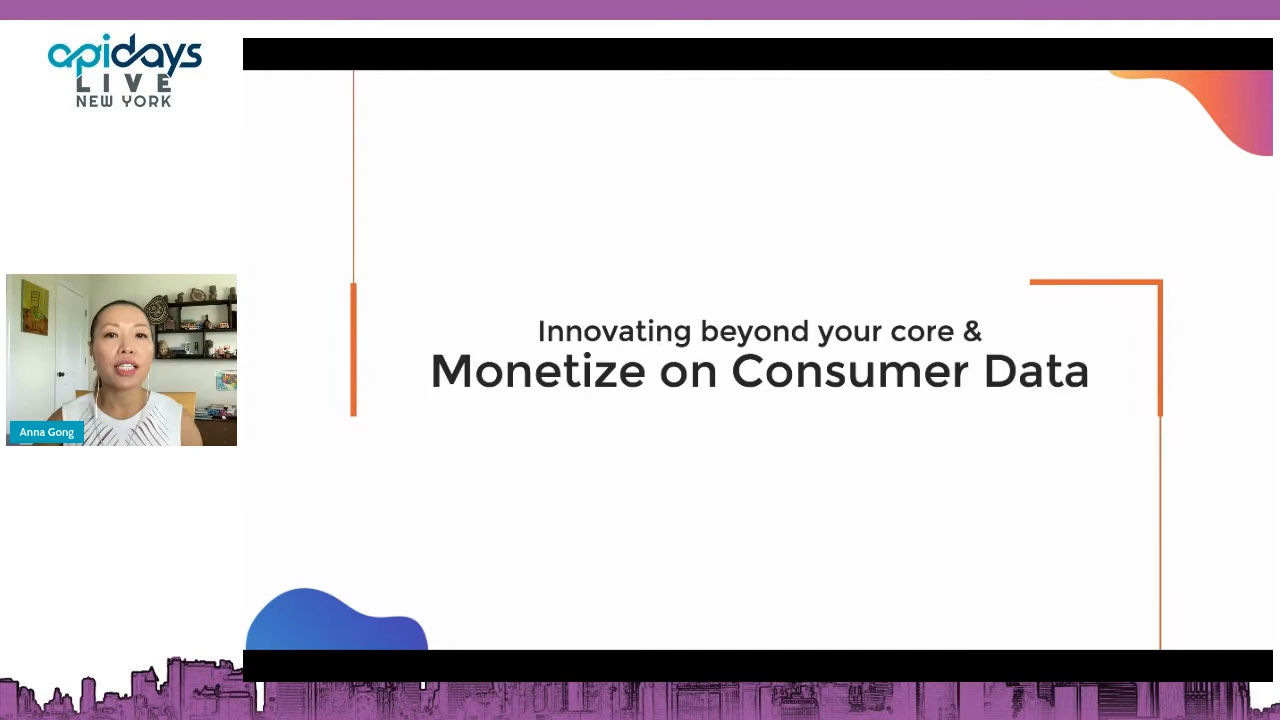 apidays
LIVE
NEW YORK
Innovating beyond your core &
Monetize on Consumer Data
Anna Gong